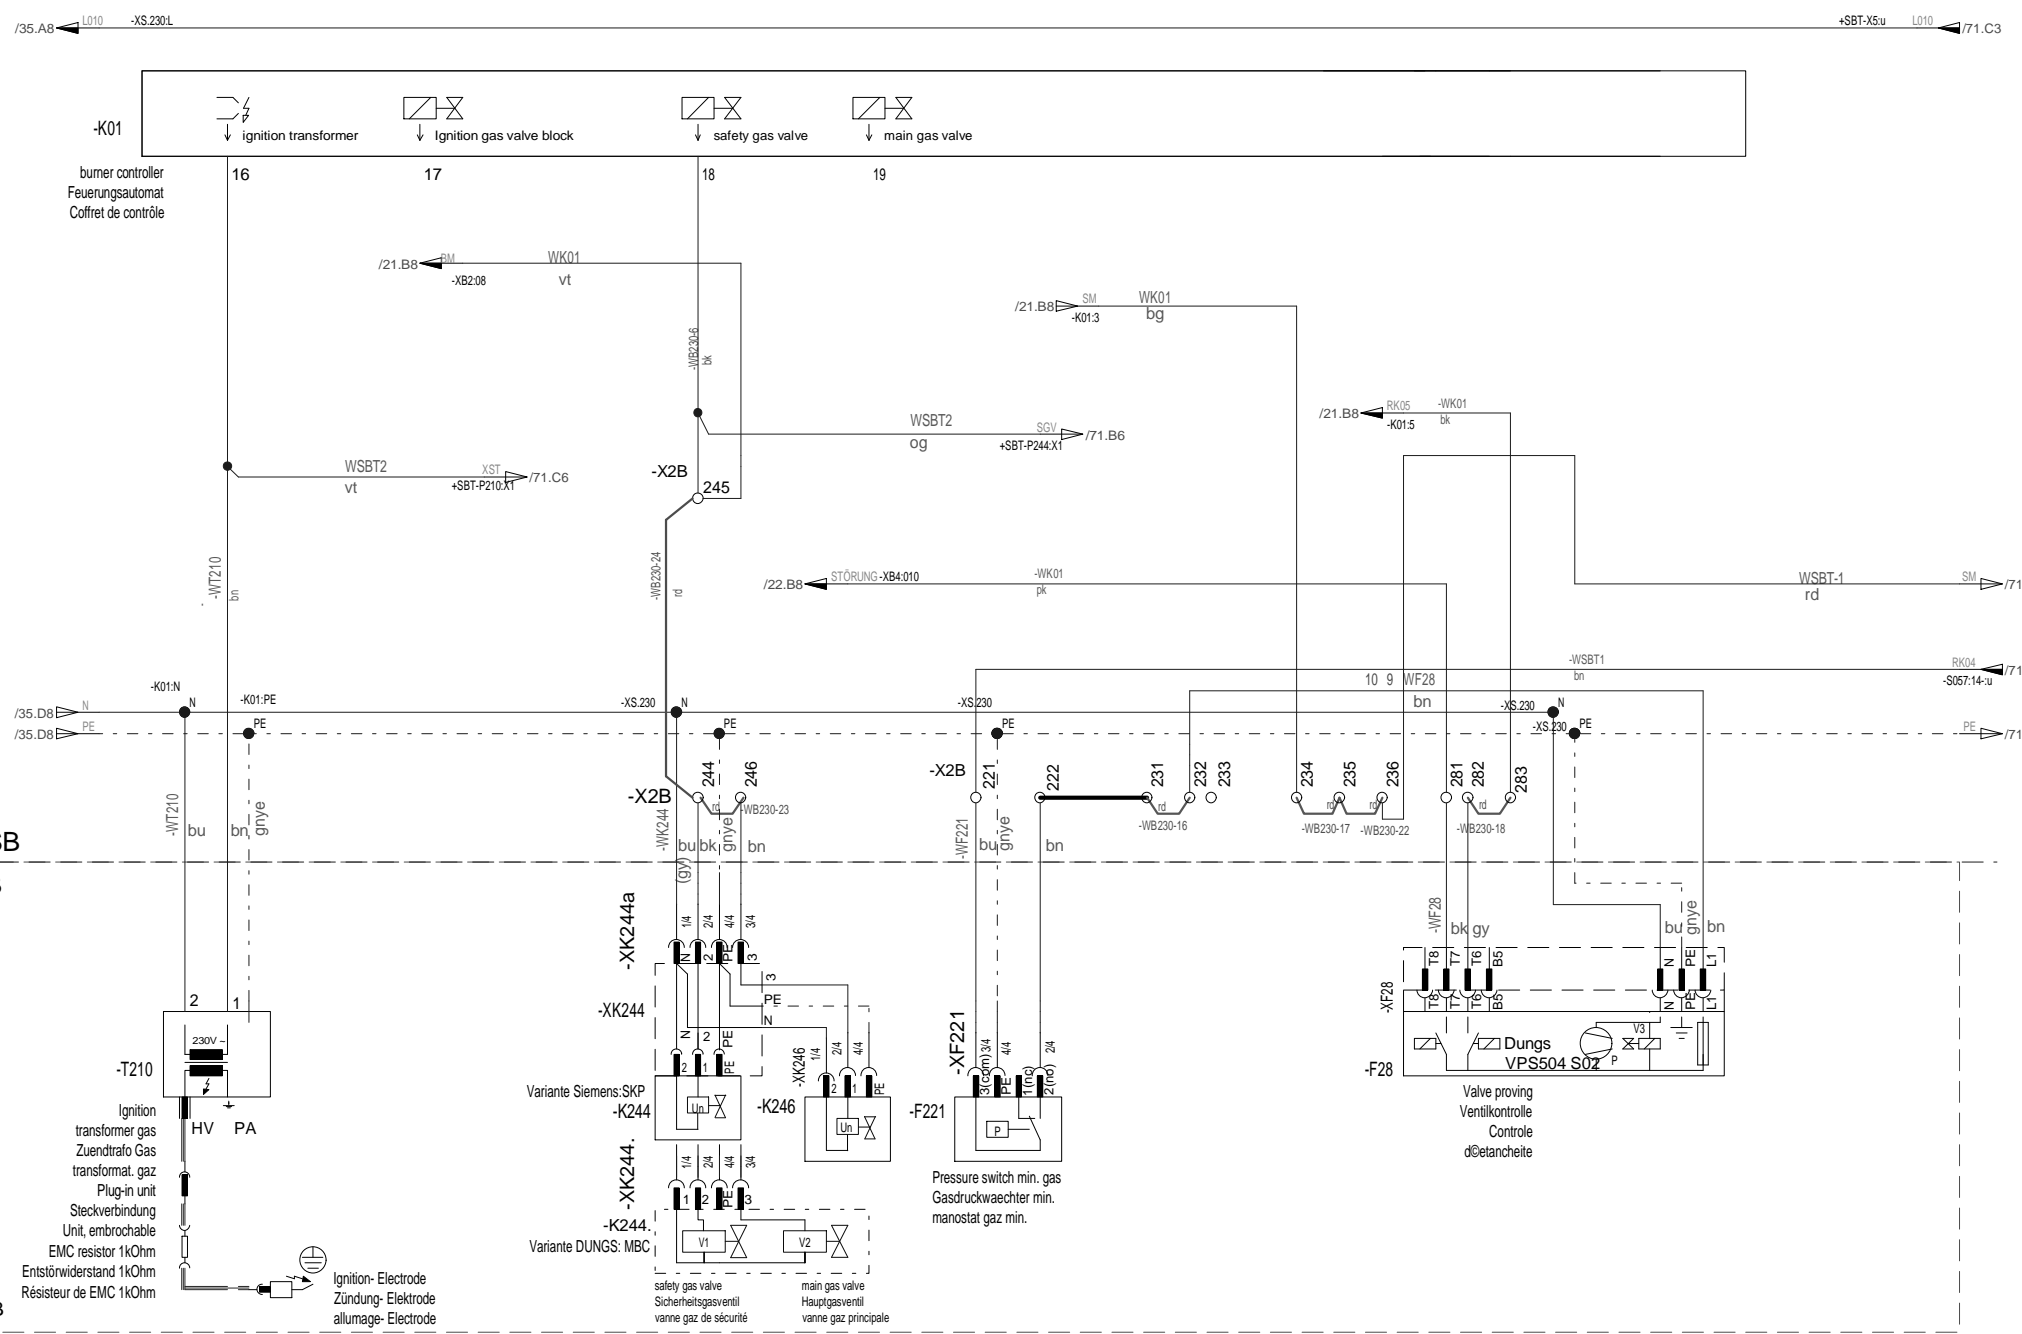 /35.A8 L010 -XS.230:L +SBT-X5:u L010 /71.C3
-K01
ignition transformer
Ignition gas valve block
safety gas valve
main gas valve
burner controller
Feuerungsautomat
Coffret de contrôle
16 17 18 19
/21.B8 BM WK01
-XB2:08 vt
/21.B8 SM WK01
-K01:3 bg
-WB230-6
bk
/21.B8 RK05 -WK01
-K01:5 bk
WSBT2 SGV /71.B6
og +SBT-P244:X1
WSBT2 XST /71.C6
vt +SBT-P210:X1
-X2B
245
-WT210
bn
-WB230-24
rd
/22.B8 STÖRUNG -XB4:010 -WK01
pk
WSBT-1 SM /71
rd
-WSBT1 RK04 /71
bn -S057:14-:u
10 9 WF28
bn
/35.D8 N -K01:N N -XS.230 N -XS.230 -XS.230 N
/35.D8 PE -K01:PE PE PE PE -XS.230 PE PE /71
-X2B 244 246
rd -WB230-23
-X2B 221 222 231 232 233 234 235 236 281 282 283
rd -WB230-16
rd -WB230-17
rd -WB230-22
rd -WB230-18
-WT210 bu bn gnye
-WK244 bu (gy) bk gnye bn
-WF221 bu gnye bn
SB
-WF28 bk gy bu gnye bn
-XK244a 1/4 2/4 4/4 3/4
N 2 PE 3
3
PE
N
-XK244
N 2 PE
2 1 PE
-XK246 1/4 2/4 4/4
2 1 PE
-XF221 3/4 4/4 2/4
3(com) PE 1(nc) 2(no)
-XF28
T8 T7 T6 B5 N PE L1
T8 T7 T6 B5 N PE L1
Dungs
VPS504 S02
P
V3
-F28
Valve proving
Ventilkontrolle
Controle
d©etancheite
2 1
230V ~
-T210
HV PA
Ignition
transformer gas
Zuendtrafo Gas
transformat. gaz
Plug-in unit
Steckverbindung
Unit, embrochable
EMC resistor 1kOhm
Entstörwiderstand 1kOhm
Résisteur de EMC 1kOhm
Ignition- Electrode
Zündung- Elektrode
allumage- Electrode
Variante Siemens:SKP
-K244
Un
-K246
Un
-F221
P
Pressure switch min. gas
Gasdruckwaechter min.
manostat gaz min.
-XK244.
1/4 2/4 4/4 3/4
1 2 PE 3
-K244.
Variante DUNGS: MBC
V1 V2
safety gas valve
Sicherheitsgasventil
vanne gaz de sécurité
main gas valve
Hauptgasventil
vanne gaz principale